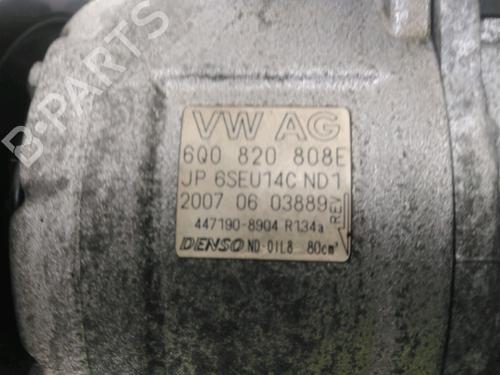 B-PARTS
VW AG
6Q0 820 808E
JP 6SEU14C ND1
2007 06 03889
REV
447190-8904 R134a
DENSO ND-OIL8 80cm³